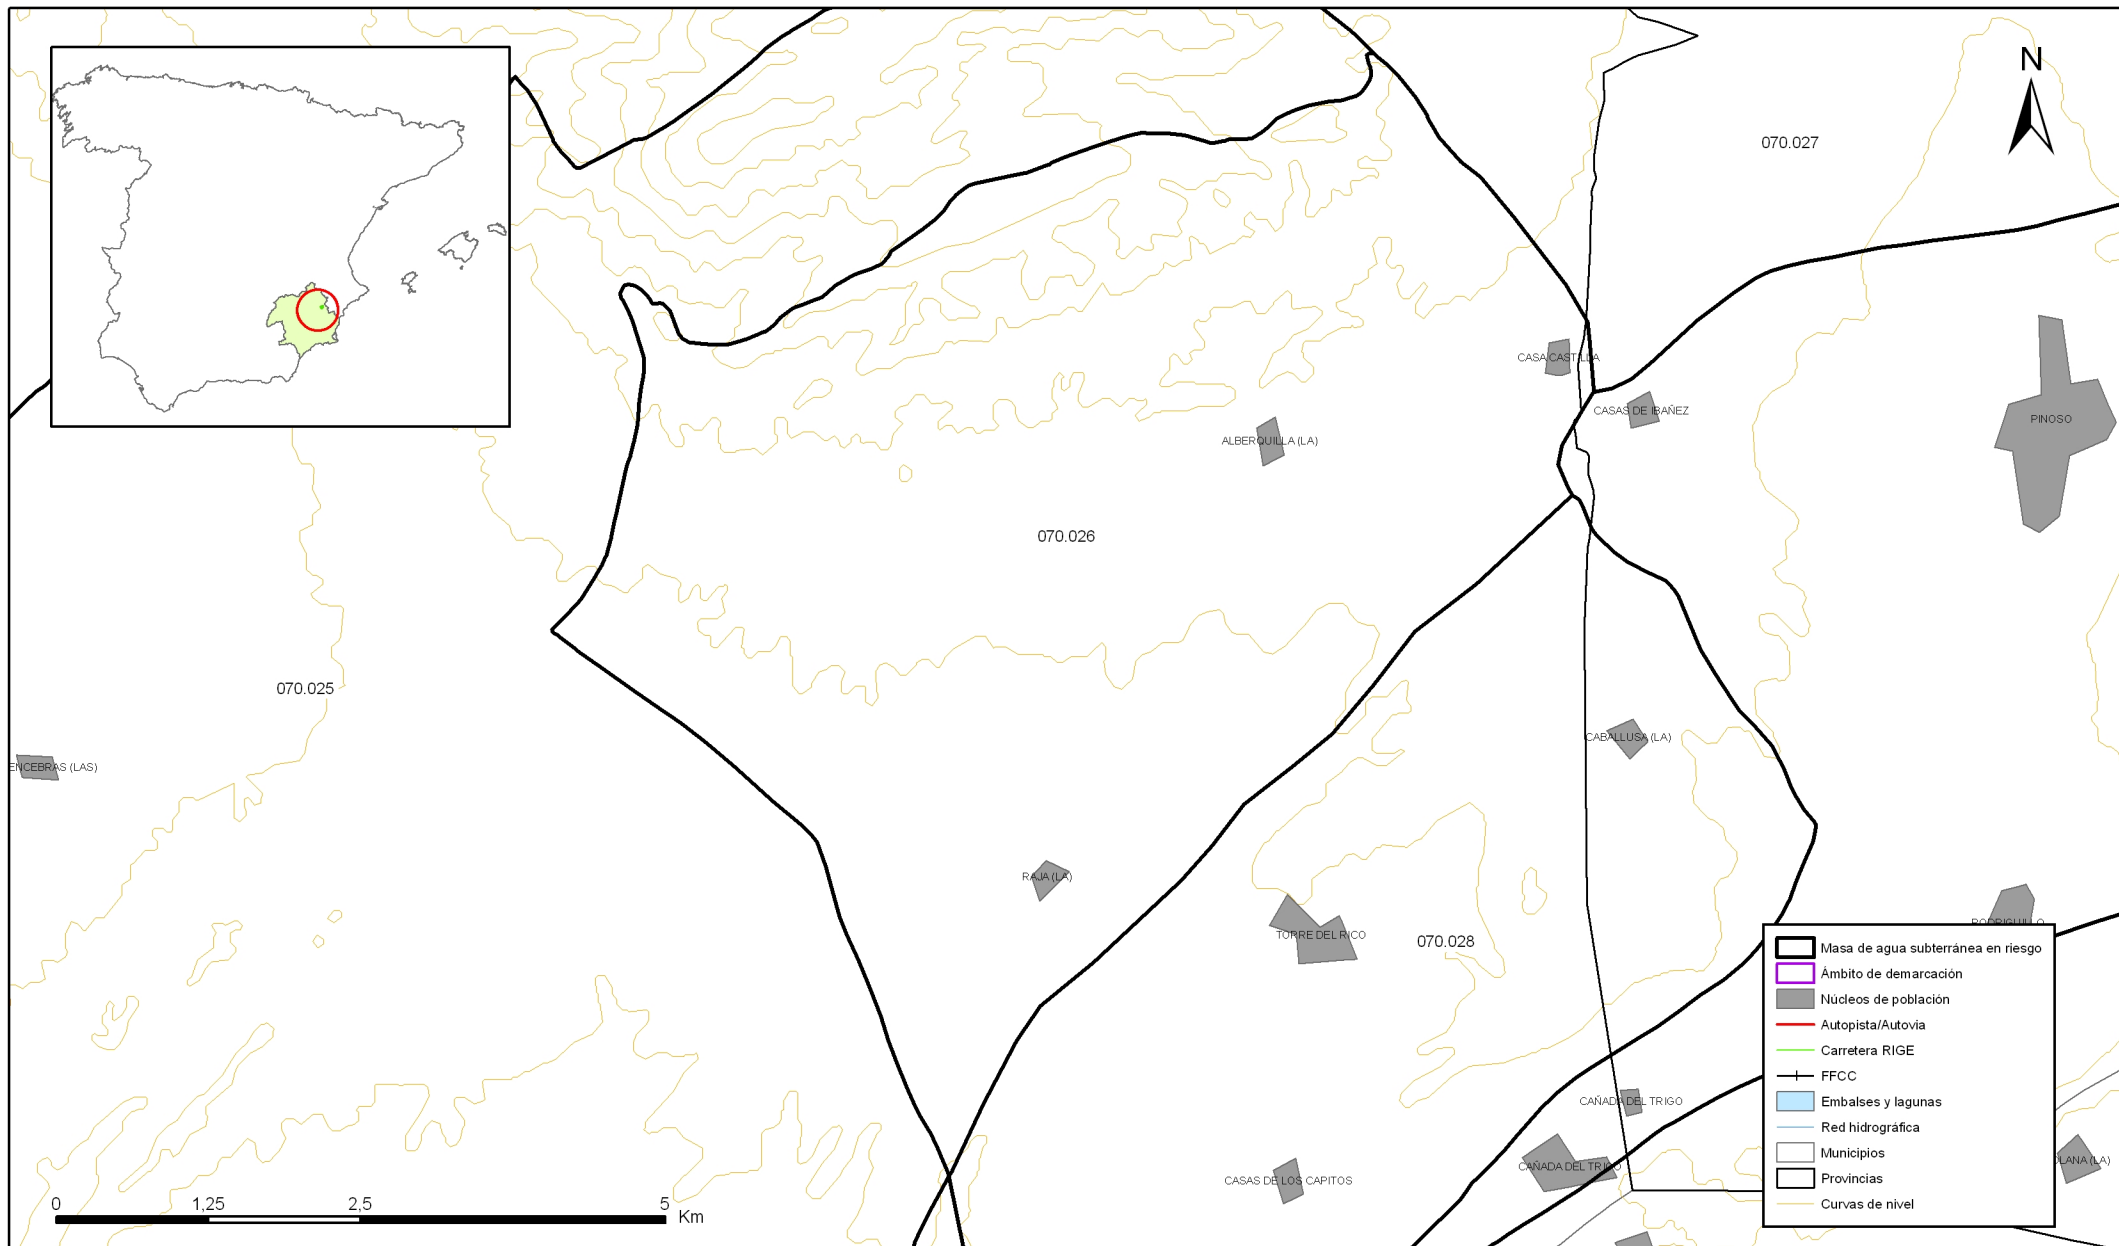 N
070.027
CASA CASTILLA
CASAS DE IBAÑEZ
PINOSO
ALBERQUILLA (LA)
070.026
070.025
CABALLUSA (LA)
ENCEBRAS (LAS)
RAJA (LA)
TORRE DEL RICO
070.028
RODRIGUILLO
CAÑADA DEL TRIGO
CAÑADA DEL TRIGO
CASAS DE LOS CAPITOS
OLANA (LA)
0 1,25 2,5 5 Km
Masa de agua subterránea en riesgo
Ámbito de demarcación
Núcleos de población
Autopista/Autovia
Carretera RIGE
FFCC
Embalses y lagunas
Red hidrográfica
Municipios
Provincias
Curvas de nivel